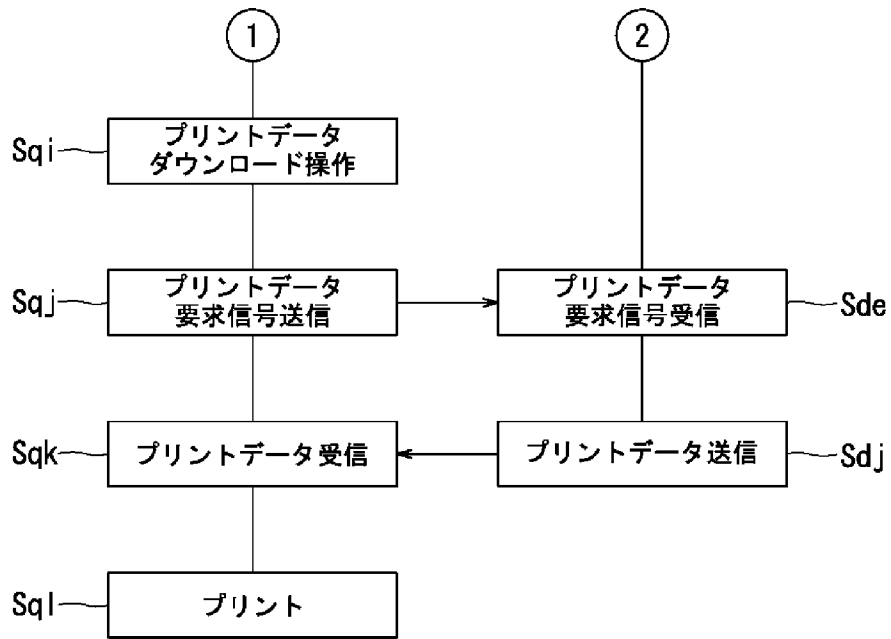 1
2
Sqi
プリントデータ
ダウンロード操作
Sqj
プリントデータ
要求信号送信
プリントデータ
要求信号受信
Sde
Sqk
プリントデータ受信
プリントデータ送信
Sdj
Sql
プリント